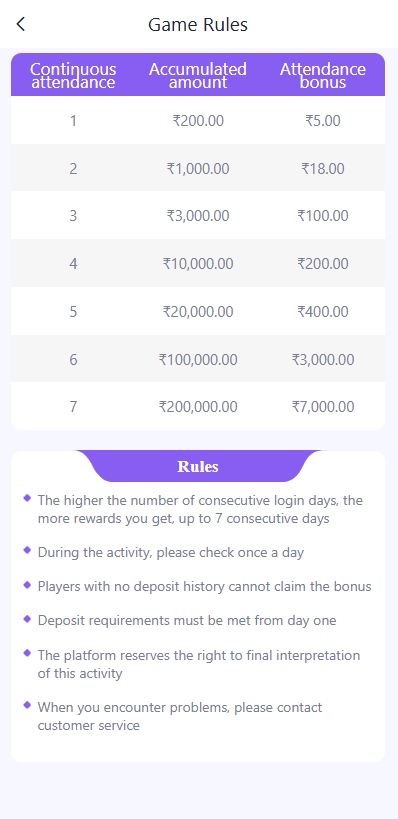 Game Rules
Continuous attendance Accumulated amount Attendance bonus
1 ₹200.00 ₹5.00
2 ₹1,000.00 ₹18.00
3 ₹3,000.00 ₹100.00
4 ₹10,000.00 ₹200.00
5 ₹20,000.00 ₹400.00
6 ₹100,000.00 ₹3,000.00
7 ₹200,000.00 ₹7,000.00
Rules
The higher the number of consecutive login days, the
more rewards you get, up to 7 consecutive days
During the activity, please check once a day
Players with no deposit history cannot claim the bonus
Deposit requirements must be met from day one
The platform reserves the right to final interpretation
of this activity
When you encounter problems, please contact
customer service